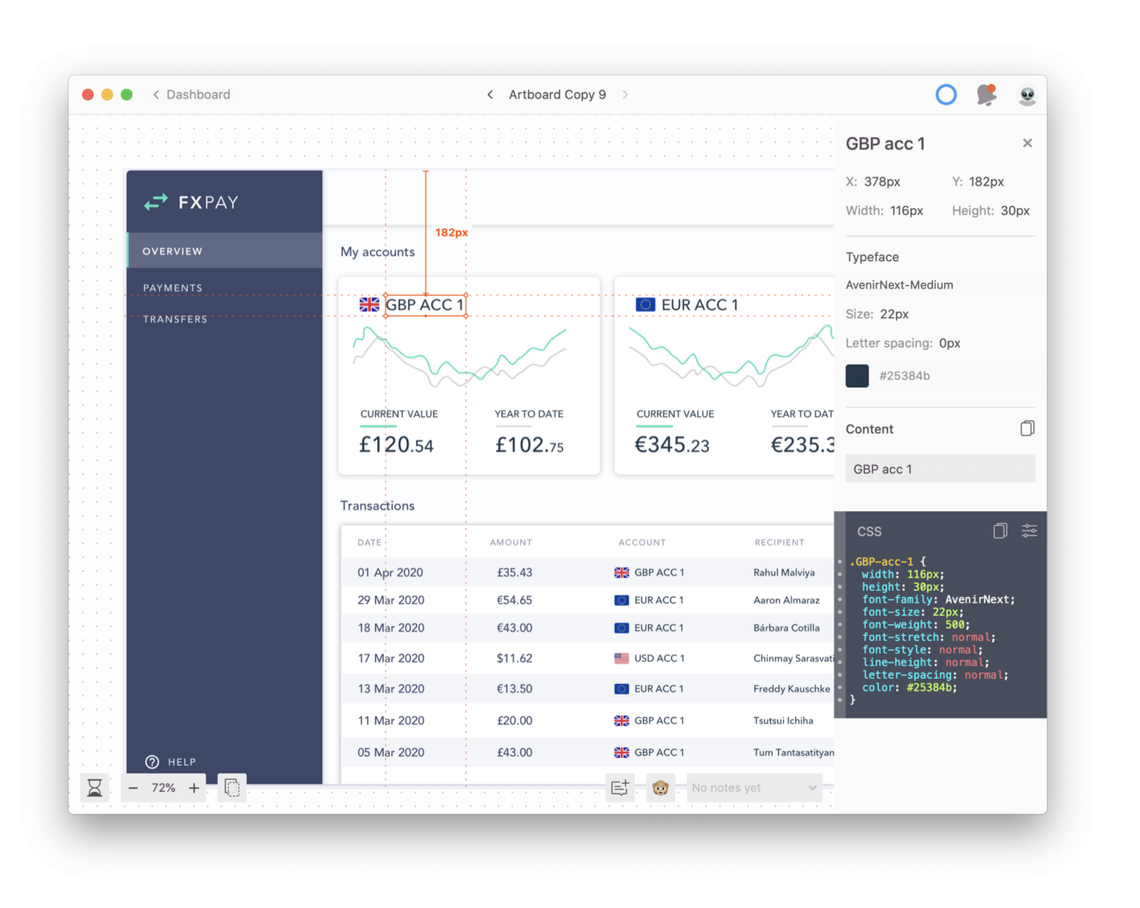 Dashboard
Artboard Copy 9
FXPAY
OVERVIEW
PAYMENTS
TRANSFERS
HELP
182px
My accounts
GBP ACC 1
CURRENT VALUE YEAR TO DATE
£120.54 £102.75
EUR ACC 1
CURRENT VALUE YEAR TO DAT
€345.23 €235.3
Transactions
DATE AMOUNT ACCOUNT RECIPIENT
01 Apr 2020 £35.43 GBP ACC 1 Rahul Malviya
29 Mar 2020 €54.65 EUR ACC 1 Aaron Almaraz
18 Mar 2020 €43.00 EUR ACC 1 Bárbara Cotilla
17 Mar 2020 $11.62 USD ACC 1 Chinmay Sarasvati
13 Mar 2020 €13.50 EUR ACC 1 Freddy Kauschke
11 Mar 2020 £20.00 GBP ACC 1 Tsutsui Ichiha
05 Mar 2020 £43.00 GBP ACC 1 Tum Tantasatityan
− 72% +
No notes yet
GBP acc 1
X: 378px Y: 182px
Width: 116px Height: 30px
Typeface
AvenirNext-Medium
Size: 22px
Letter spacing: 0px
#25384b
Content
GBP acc 1
CSS
.GBP-acc-1 {
width: 116px;
height: 30px;
font-family: AvenirNext;
font-size: 22px;
font-weight: 500;
font-stretch: normal;
font-style: normal;
line-height: normal;
letter-spacing: normal;
color: #25384b;
}